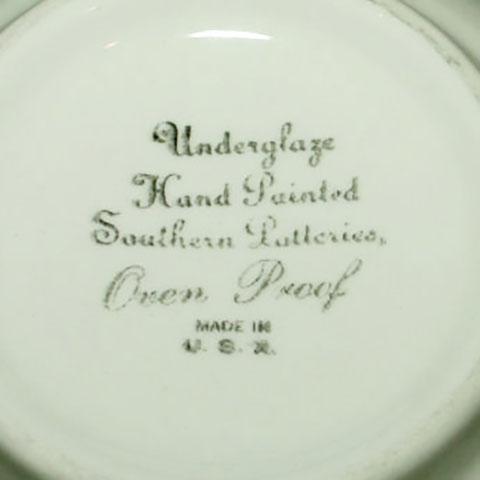 Underglaze
Hand Painted
Southern Potteries,
Oven Proof
MADE IN
U. S. A.